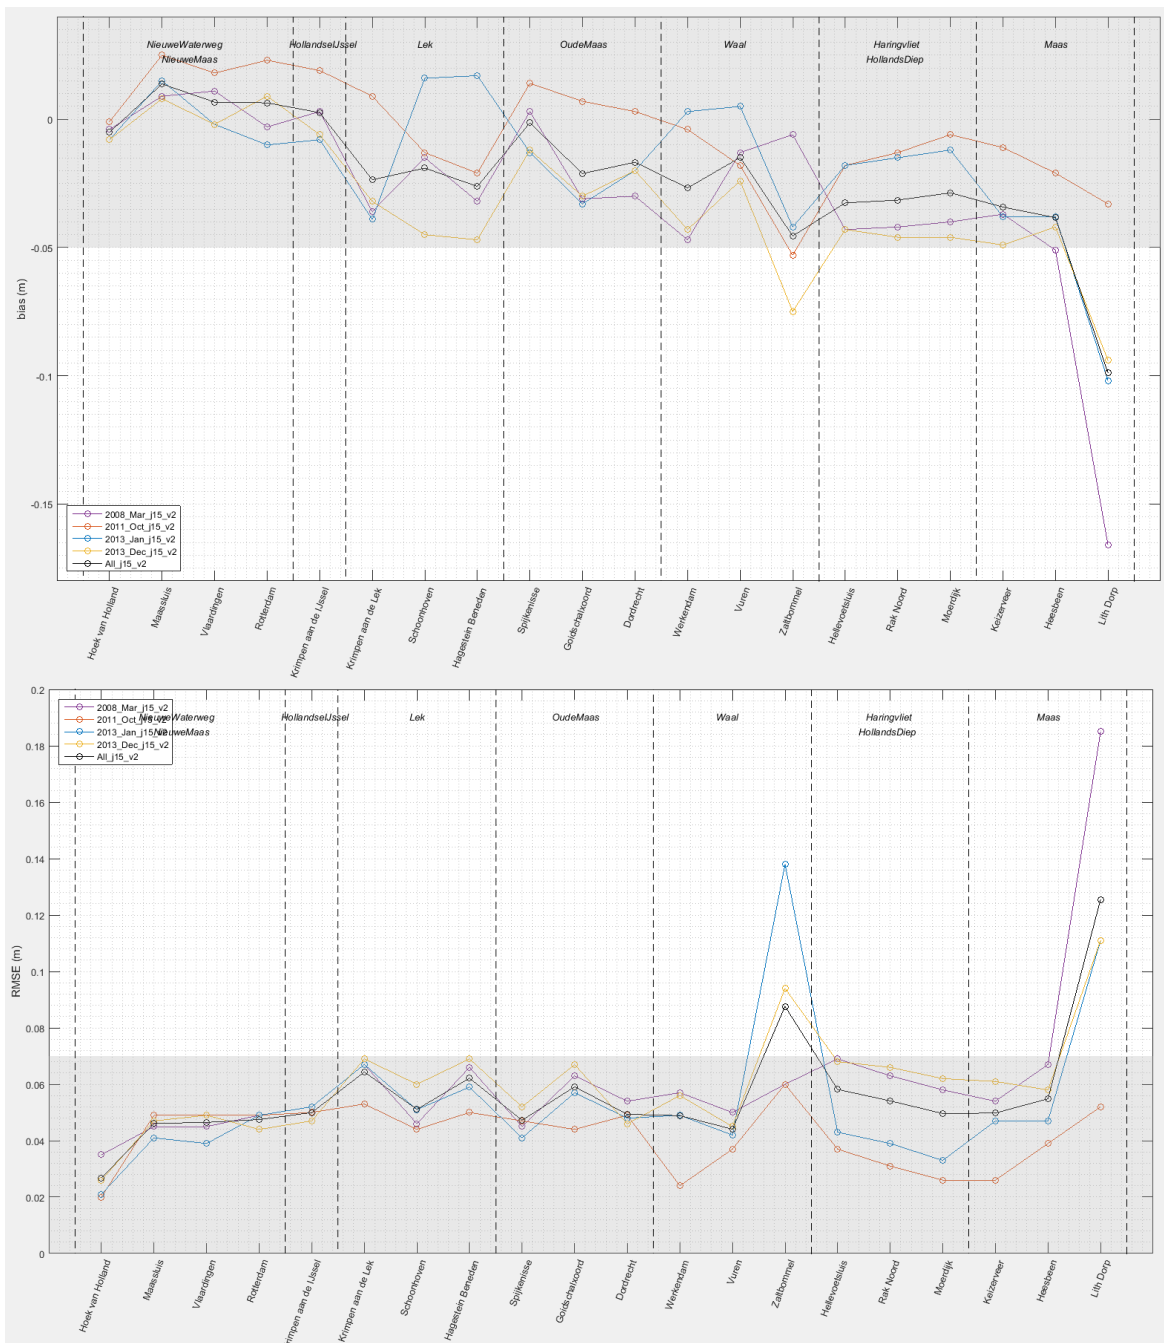 NieuweWaterweg
NieuweMaas
HollandseIJssel
Lek
OudeMaas
Waal
Haringvliet
HollandsDiep
Maas
0
-0.05
-0.1
-0.15
bias (m)
2008_Mar_j15_v2
2011_Oct_j15_v2
2013_Jan_j15_v2
2013_Dec_j15_v2
All_j15_v2
Hoek van Holland
Maassluis
Vlaardingen
Rotterdam
Krimpen aan de IJssel
Krimpen aan de Lek
Schoonhoven
Hagestein Beneden
Spijkenisse
Goidschalxoord
Dordrecht
Werkendam
Vuren
Zaltbommel
Hellevoetsluis
Rak Noord
Moerdijk
Keizerveer
Heesbeen
Lith Dorp
0.2
0.18
0.16
0.14
0.12
0.1
0.08
0.06
0.04
0.02
0
RMSE (m)
2008_Mar_j15_v2
2011_Oct_j15_v2
2013_Jan_j15_v2
2013_Dec_j15_v2
All_j15_v2
NieuweWaterweg
NieuweMaas
HollandseIJssel
Lek
OudeMaas
Waal
Haringvliet
HollandsDiep
Maas
Hoek van Holland
Maassluis
Vlaardingen
Rotterdam
rimpen aan de IJssel
Krimpen aan de Lek
Schoonhoven
Hagestein Beneden
Spijkenisse
Goidschalxoord
Dordrecht
Werkendam
Vuren
Zaltbommel
Hellevoetsluis
Rak Noord
Moerdijk
Keizerveer
Heesbeen
Lith Dorp